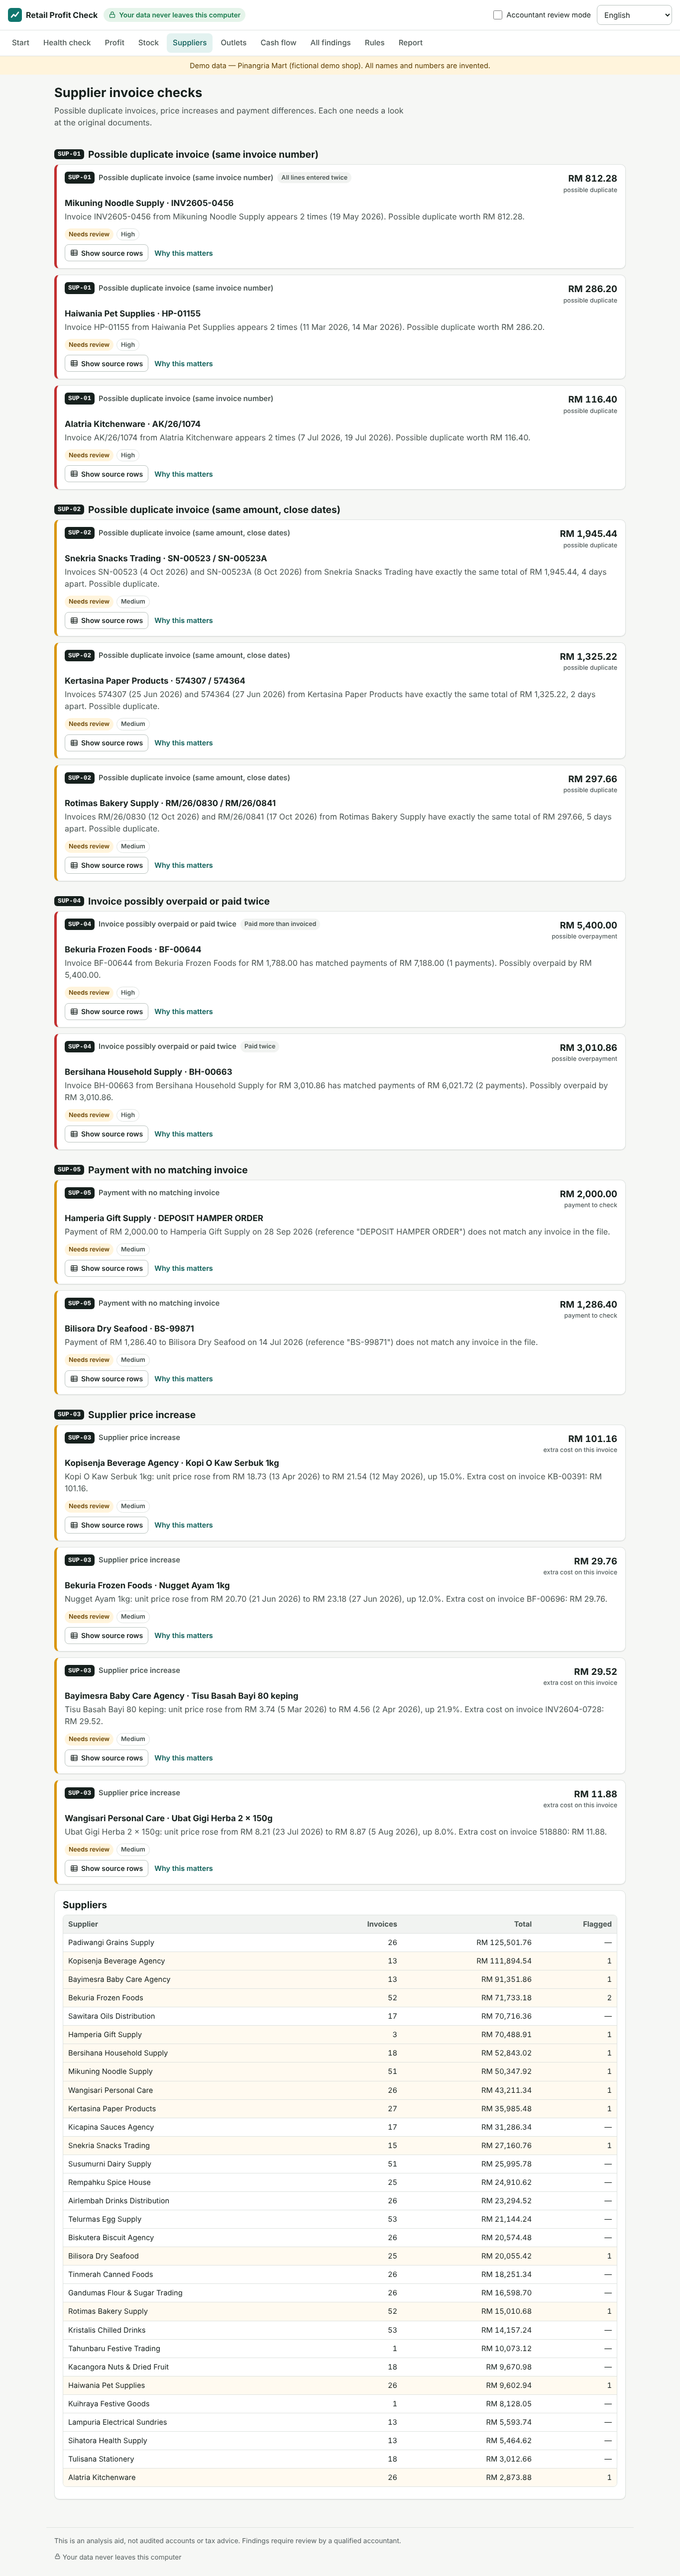 Retail Profit Check
Your data never leaves this computer
Accountant review mode
English
Start Health check Profit Stock Suppliers Outlets Cash flow All findings Rules Report
Demo data — Pinangria Mart (fictional demo shop). All names and numbers are invented.
Supplier invoice checks
Possible duplicate invoices, price increases and payment differences. Each one needs a look
at the original documents.
SUP-01 Possible duplicate invoice (same invoice number)
SUP-01 Possible duplicate invoice (same invoice number) All lines entered twice RM 812.28
possible duplicate
Mikuning Noodle Supply · INV2605-0456
Invoice INV2605-0456 from Mikuning Noodle Supply appears 2 times (19 May 2026). Possible duplicate worth RM 812.28.
Needs review High
Show source rows Why this matters
SUP-01 Possible duplicate invoice (same invoice number) RM 286.20
possible duplicate
Haiwania Pet Supplies · HP-01155
Invoice HP-01155 from Haiwania Pet Supplies appears 2 times (11 Mar 2026, 14 Mar 2026). Possible duplicate worth RM 286.20.
Needs review High
Show source rows Why this matters
SUP-01 Possible duplicate invoice (same invoice number) RM 116.40
possible duplicate
Alatria Kitchenware · AK/26/1074
Invoice AK/26/1074 from Alatria Kitchenware appears 2 times (7 Jul 2026, 19 Jul 2026). Possible duplicate worth RM 116.40.
Needs review High
Show source rows Why this matters
SUP-02 Possible duplicate invoice (same amount, close dates)
SUP-02 Possible duplicate invoice (same amount, close dates) RM 1,945.44
possible duplicate
Snekria Snacks Trading · SN-00523 / SN-00523A
Invoices SN-00523 (4 Oct 2026) and SN-00523A (8 Oct 2026) from Snekria Snacks Trading have exactly the same total of RM 1,945.44, 4 days
apart. Possible duplicate.
Needs review Medium
Show source rows Why this matters
SUP-02 Possible duplicate invoice (same amount, close dates) RM 1,325.22
possible duplicate
Kertasina Paper Products · 574307 / 574364
Invoices 574307 (25 Jun 2026) and 574364 (27 Jun 2026) from Kertasina Paper Products have exactly the same total of RM 1,325.22, 2 days
apart. Possible duplicate.
Needs review Medium
Show source rows Why this matters
SUP-02 Possible duplicate invoice (same amount, close dates) RM 297.66
possible duplicate
Rotimas Bakery Supply · RM/26/0830 / RM/26/0841
Invoices RM/26/0830 (12 Oct 2026) and RM/26/0841 (17 Oct 2026) from Rotimas Bakery Supply have exactly the same total of RM 297.66, 5 days
apart. Possible duplicate.
Needs review Medium
Show source rows Why this matters
SUP-04 Invoice possibly overpaid or paid twice
SUP-04 Invoice possibly overpaid or paid twice Paid more than invoiced RM 5,400.00
possible overpayment
Bekuria Frozen Foods · BF-00644
Invoice BF-00644 from Bekuria Frozen Foods for RM 1,788.00 has matched payments of RM 7,188.00 (1 payments). Possibly overpaid by RM
5,400.00.
Needs review High
Show source rows Why this matters
SUP-04 Invoice possibly overpaid or paid twice Paid twice RM 3,010.86
possible overpayment
Bersihana Household Supply · BH-00663
Invoice BH-00663 from Bersihana Household Supply for RM 3,010.86 has matched payments of RM 6,021.72 (2 payments). Possibly overpaid by
RM 3,010.86.
Needs review High
Show source rows Why this matters
SUP-05 Payment with no matching invoice
SUP-05 Payment with no matching invoice RM 2,000.00
payment to check
Hamperia Gift Supply · DEPOSIT HAMPER ORDER
Payment of RM 2,000.00 to Hamperia Gift Supply on 28 Sep 2026 (reference "DEPOSIT HAMPER ORDER") does not match any invoice in the file.
Needs review Medium
Show source rows Why this matters
SUP-05 Payment with no matching invoice RM 1,286.40
payment to check
Bilisora Dry Seafood · BS-99871
Payment of RM 1,286.40 to Bilisora Dry Seafood on 14 Jul 2026 (reference "BS-99871") does not match any invoice in the file.
Needs review Medium
Show source rows Why this matters
SUP-03 Supplier price increase
SUP-03 Supplier price increase RM 101.16
extra cost on this invoice
Kopisenja Beverage Agency · Kopi O Kaw Serbuk 1kg
Kopi O Kaw Serbuk 1kg: unit price rose from RM 18.73 (13 Apr 2026) to RM 21.54 (12 May 2026), up 15.0%. Extra cost on invoice KB-00391: RM
101.16.
Needs review Medium
Show source rows Why this matters
SUP-03 Supplier price increase RM 29.76
extra cost on this invoice
Bekuria Frozen Foods · Nugget Ayam 1kg
Nugget Ayam 1kg: unit price rose from RM 20.70 (21 Jun 2026) to RM 23.18 (27 Jun 2026), up 12.0%. Extra cost on invoice BF-00696: RM 29.76.
Needs review Medium
Show source rows Why this matters
SUP-03 Supplier price increase RM 29.52
extra cost on this invoice
Bayimesra Baby Care Agency · Tisu Basah Bayi 80 keping
Tisu Basah Bayi 80 keping: unit price rose from RM 3.74 (5 Mar 2026) to RM 4.56 (2 Apr 2026), up 21.9%. Extra cost on invoice INV2604-0728:
RM 29.52.
Needs review Medium
Show source rows Why this matters
SUP-03 Supplier price increase RM 11.88
extra cost on this invoice
Wangisari Personal Care · Ubat Gigi Herba 2 × 150g
Ubat Gigi Herba 2 × 150g: unit price rose from RM 8.21 (23 Jul 2026) to RM 8.87 (5 Aug 2026), up 8.0%. Extra cost on invoice 518880: RM 11.88.
Needs review Medium
Show source rows Why this matters
Suppliers
Supplier Invoices Total Flagged
Padiwangi Grains Supply 26 RM 125,501.76 —
Kopisenja Beverage Agency 13 RM 111,894.54 1
Bayimesra Baby Care Agency 13 RM 91,351.86 1
Bekuria Frozen Foods 52 RM 71,733.18 2
Sawitara Oils Distribution 17 RM 70,716.36 —
Hamperia Gift Supply 3 RM 70,488.91 1
Bersihana Household Supply 18 RM 52,843.02 1
Mikuning Noodle Supply 51 RM 50,347.92 1
Wangisari Personal Care 26 RM 43,211.34 1
Kertasina Paper Products 27 RM 35,985.48 1
Kicapina Sauces Agency 17 RM 31,286.34 —
Snekria Snacks Trading 15 RM 27,160.76 1
Susumurni Dairy Supply 51 RM 25,995.78 —
Rempahku Spice House 25 RM 24,910.62 —
Airlembah Drinks Distribution 26 RM 23,294.52 —
Telurmas Egg Supply 53 RM 21,144.24 —
Biskutera Biscuit Agency 26 RM 20,574.48 —
Bilisora Dry Seafood 25 RM 20,055.42 1
Tinmerah Canned Foods 26 RM 18,251.34 —
Gandumas Flour & Sugar Trading 26 RM 16,598.70 —
Rotimas Bakery Supply 52 RM 15,010.68 1
Kristalis Chilled Drinks 53 RM 14,157.24 —
Tahunbaru Festive Trading 1 RM 10,073.12 —
Kacangora Nuts & Dried Fruit 18 RM 9,670.98 —
Haiwania Pet Supplies 26 RM 9,602.94 1
Kuihraya Festive Goods 1 RM 8,128.05 —
Lampuria Electrical Sundries 13 RM 5,593.74 —
Sihatora Health Supply 13 RM 5,464.62 —
Tulisana Stationery 18 RM 3,012.66 —
Alatria Kitchenware 26 RM 2,873.88 1
This is an analysis aid, not audited accounts or tax advice. Findings require review by a qualified accountant.
Your data never leaves this computer